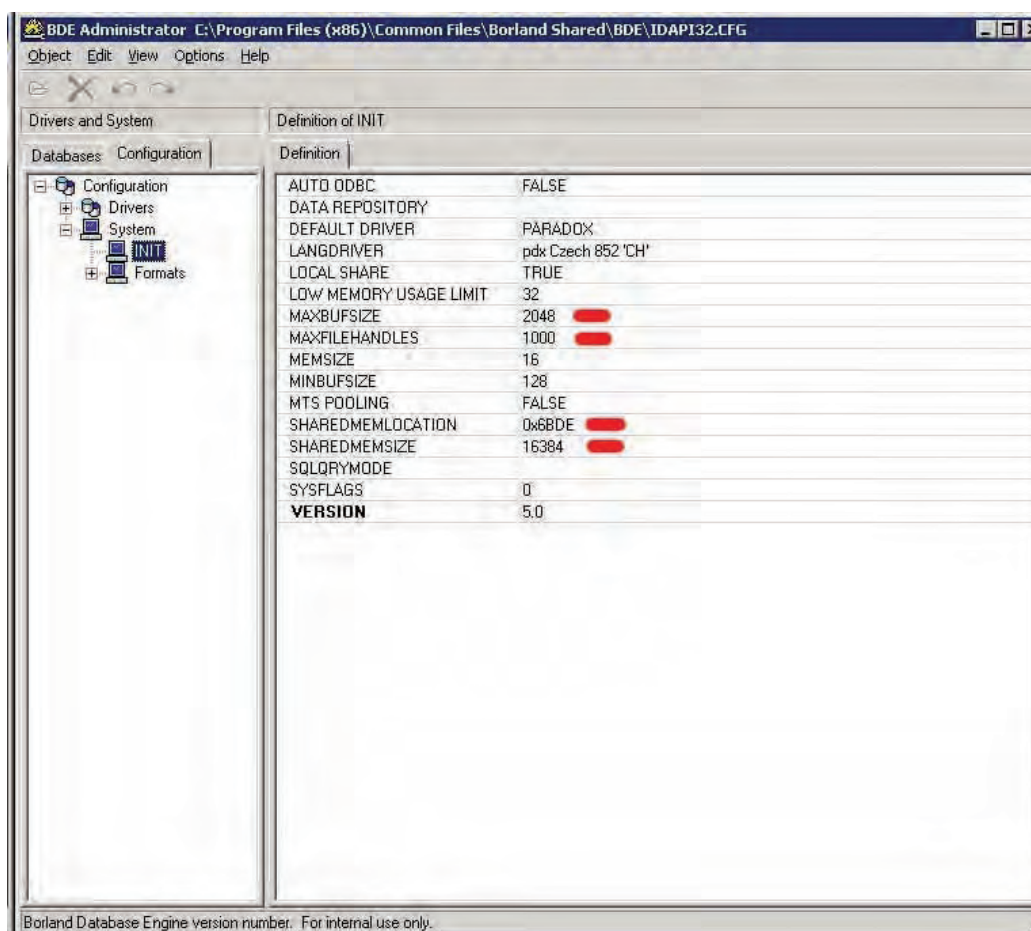 BDE Administrator C:\Program Files (x86)\Common Files\Borland Shared\BDE\IDAPI32.CFG
Object Edit View Options Help
Drivers and System Definition of INIT
Databases Configuration Definition
Configuration
Drivers
System
INIT
Formats
AUTO ODBC FALSE
DATA REPOSITORY
DEFAULT DRIVER PARADOX
LANGDRIVER pdx Czech 852 'CH'
LOCAL SHARE TRUE
LOW MEMORY USAGE LIMIT 32
MAXBUFSIZE 2048
MAXFILEHANDLES 1000
MEMSIZE 16
MINBUFSIZE 128
MTS POOLING FALSE
SHAREDMEMLOCATION 0x6BDE
SHAREDMEMSIZE 16384
SQLQRYMODE
SYSFLAGS 0
VERSION 5.0
Borland Database Engine version number. For internal use only.